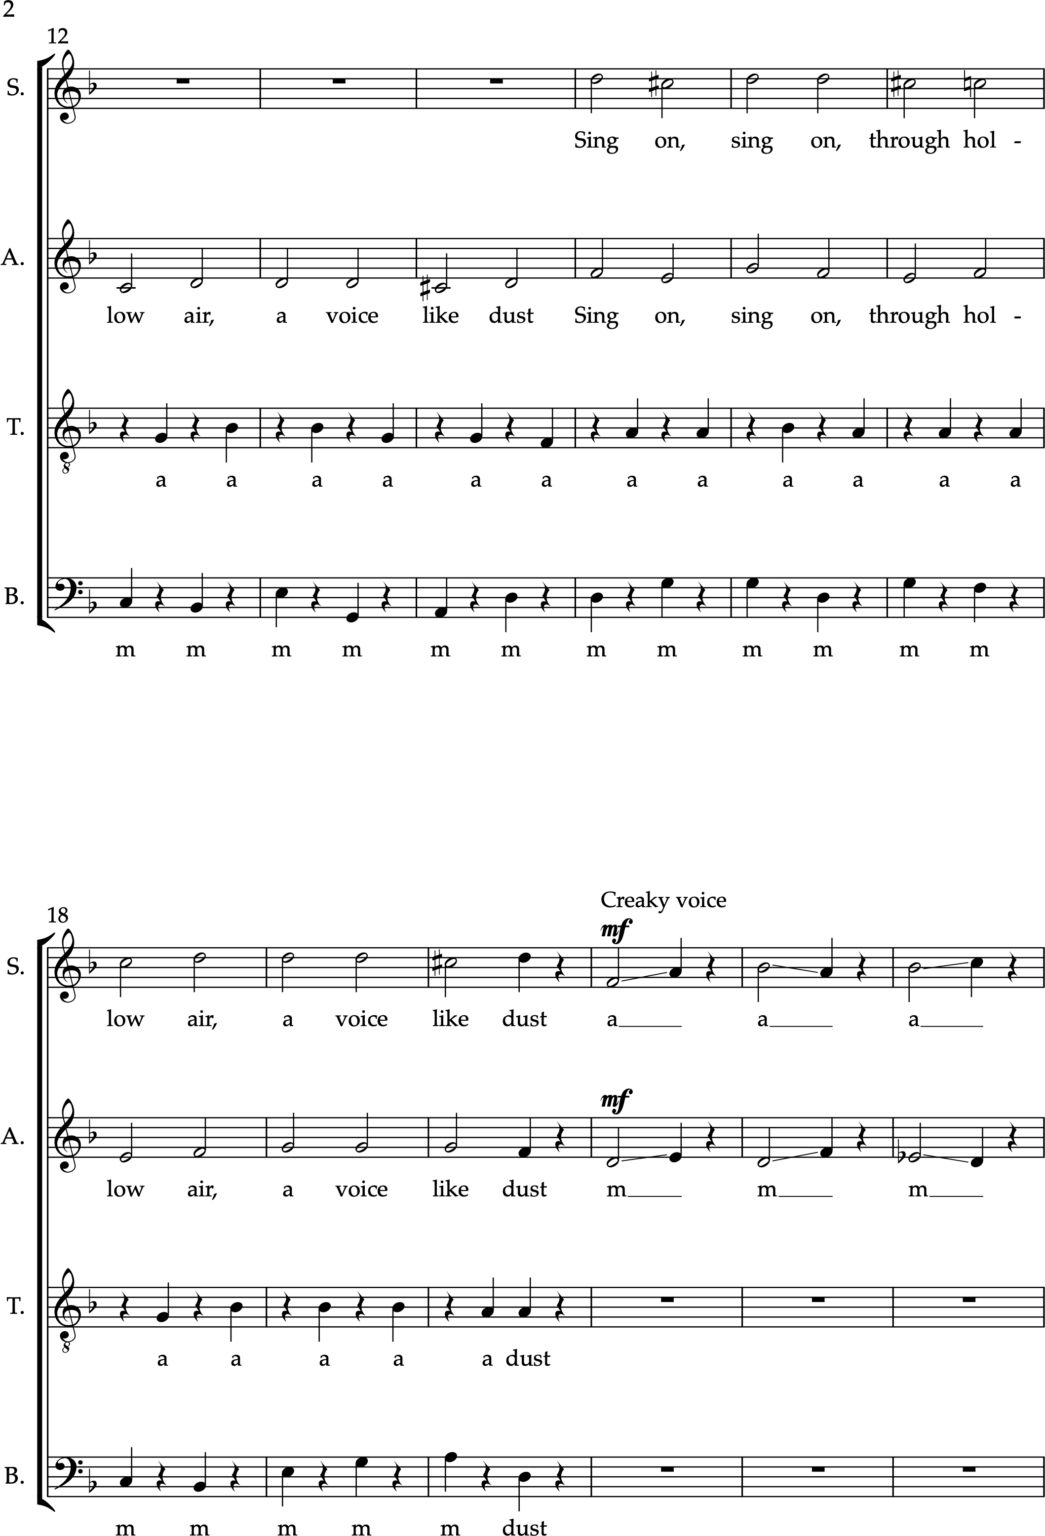 2
12
S.
Sing on, sing on, through hol -
A.
low air, a voice like dust Sing on, sing on, through hol -
T.
a a a a a a a a a a a a
B.
m m m m m m m m m m m m
18
Creaky voice
mf
S.
low air, a voice like dust a a a
mf
A.
low air, a voice like dust m m m
T.
a a a a a dust
B.
m m m m m dust